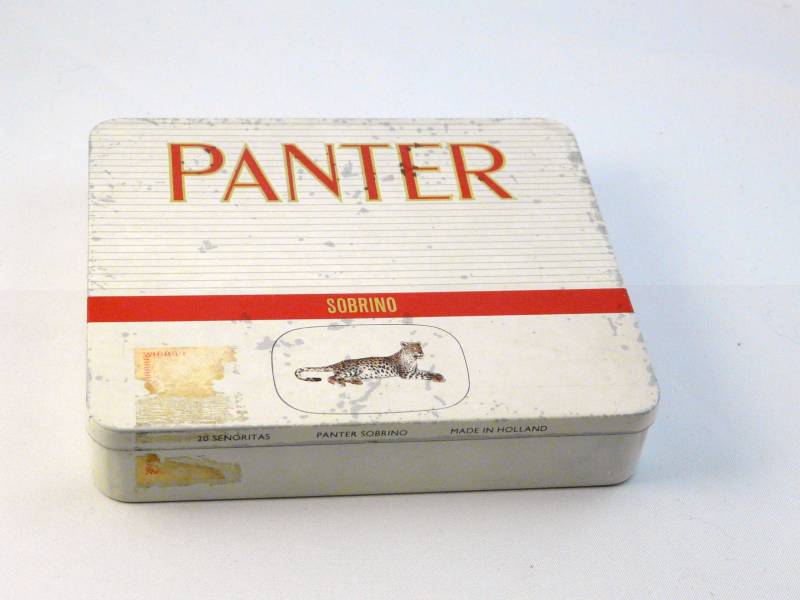 PANTER
SOBRINO
20 SEÑORITAS PANTER SOBRINO MADE IN HOLLAND